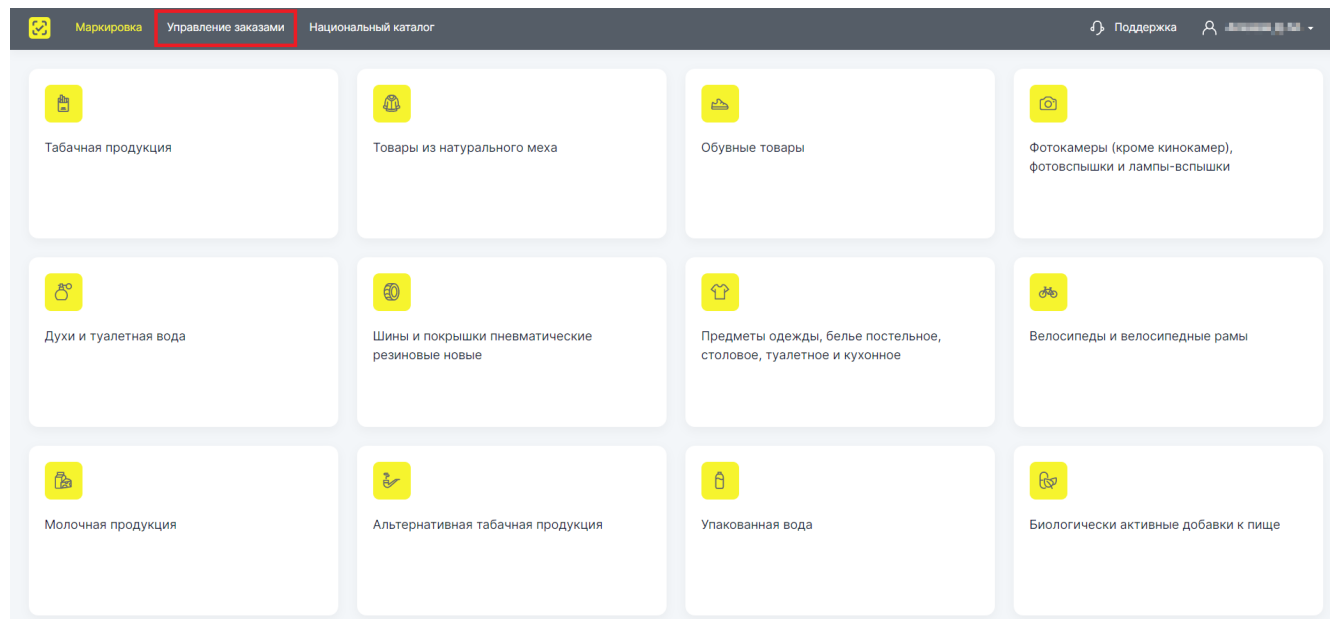 Маркировка Управление заказами Национальный каталог Поддержка
Табачная продукция
Товары из натурального меха
Обувные товары
Фотокамеры (кроме кинокамер),
фотовспышки и лампы-вспышки
Духи и туалетная вода
Шины и покрышки пневматические
резиновые новые
Предметы одежды, белье постельное,
столовое, туалетное и кухонное
Велосипеды и велосипедные рамы
Молочная продукция
Альтернативная табачная продукция
Упакованная вода
Биологически активные добавки к пище